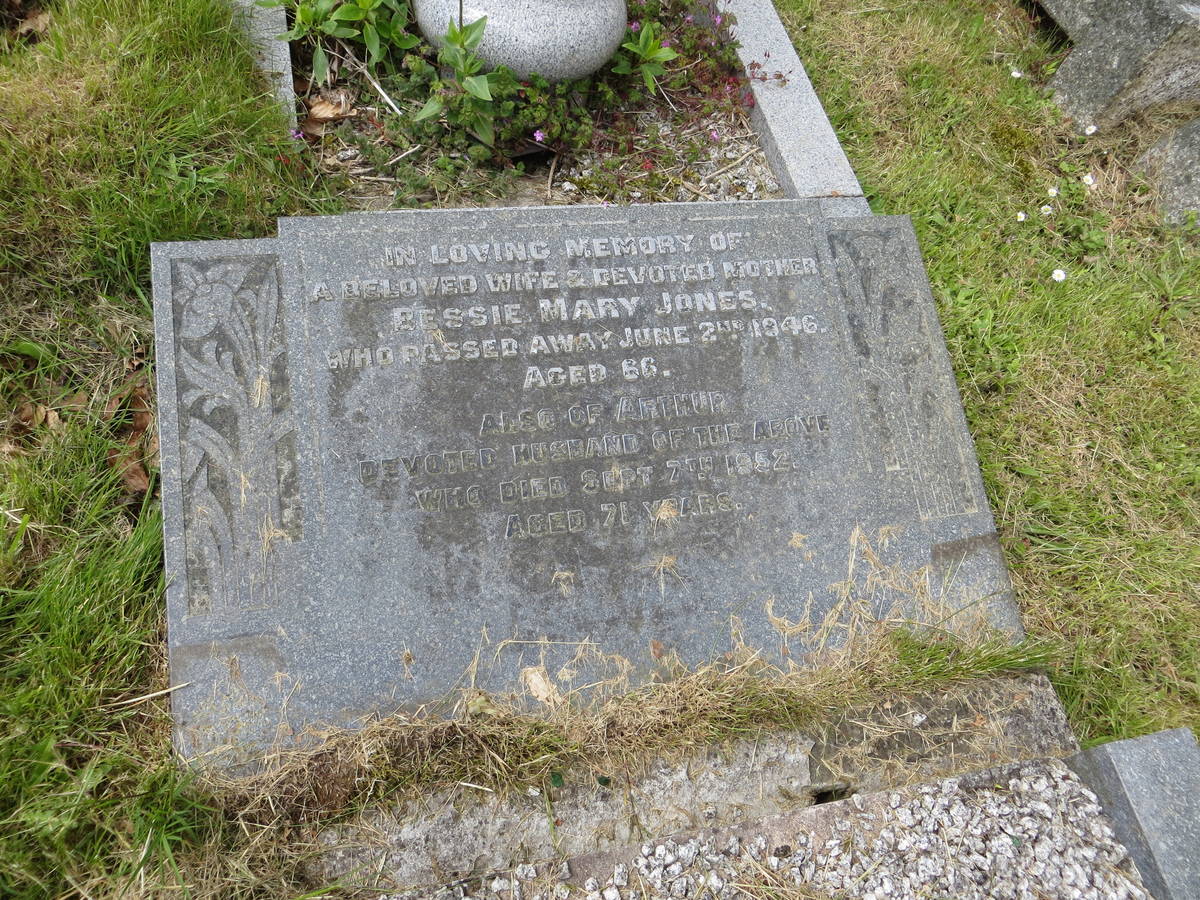 IN LOVING MEMORY OF
A BELOVED WIFE & DEVOTED MOTHER
BESSIE MARY JONES.
WHO PASSED AWAY JUNE 2ND 1946.
AGED 66.
ALSO OF ARTHUR
DEVOTED HUSBAND OF THE ABOVE
WHO DIED SEPT 7TH 1952.
AGED 71 YEARS.